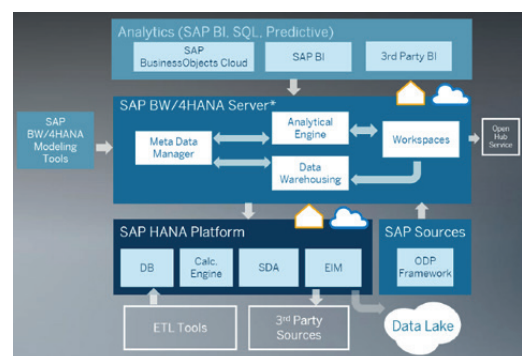 Analytics (SAP BI, SQL, Predictive)
SAP
BusinessObjects Cloud
SAP BI
3rd Party BI
SAP BW/4HANA Server*
SAP
BW/4HANA
Modeling
Tools
Meta Data
Manager
Analytical
Engine
Data
Warehousing
Workspaces
Open
Hub
Service
SAP HANA Platform
DB
Calc.
Engine
SDA
EIM
SAP Sources
ODP
Framework
ETL Tools
3rd Party
Sources
Data Lake